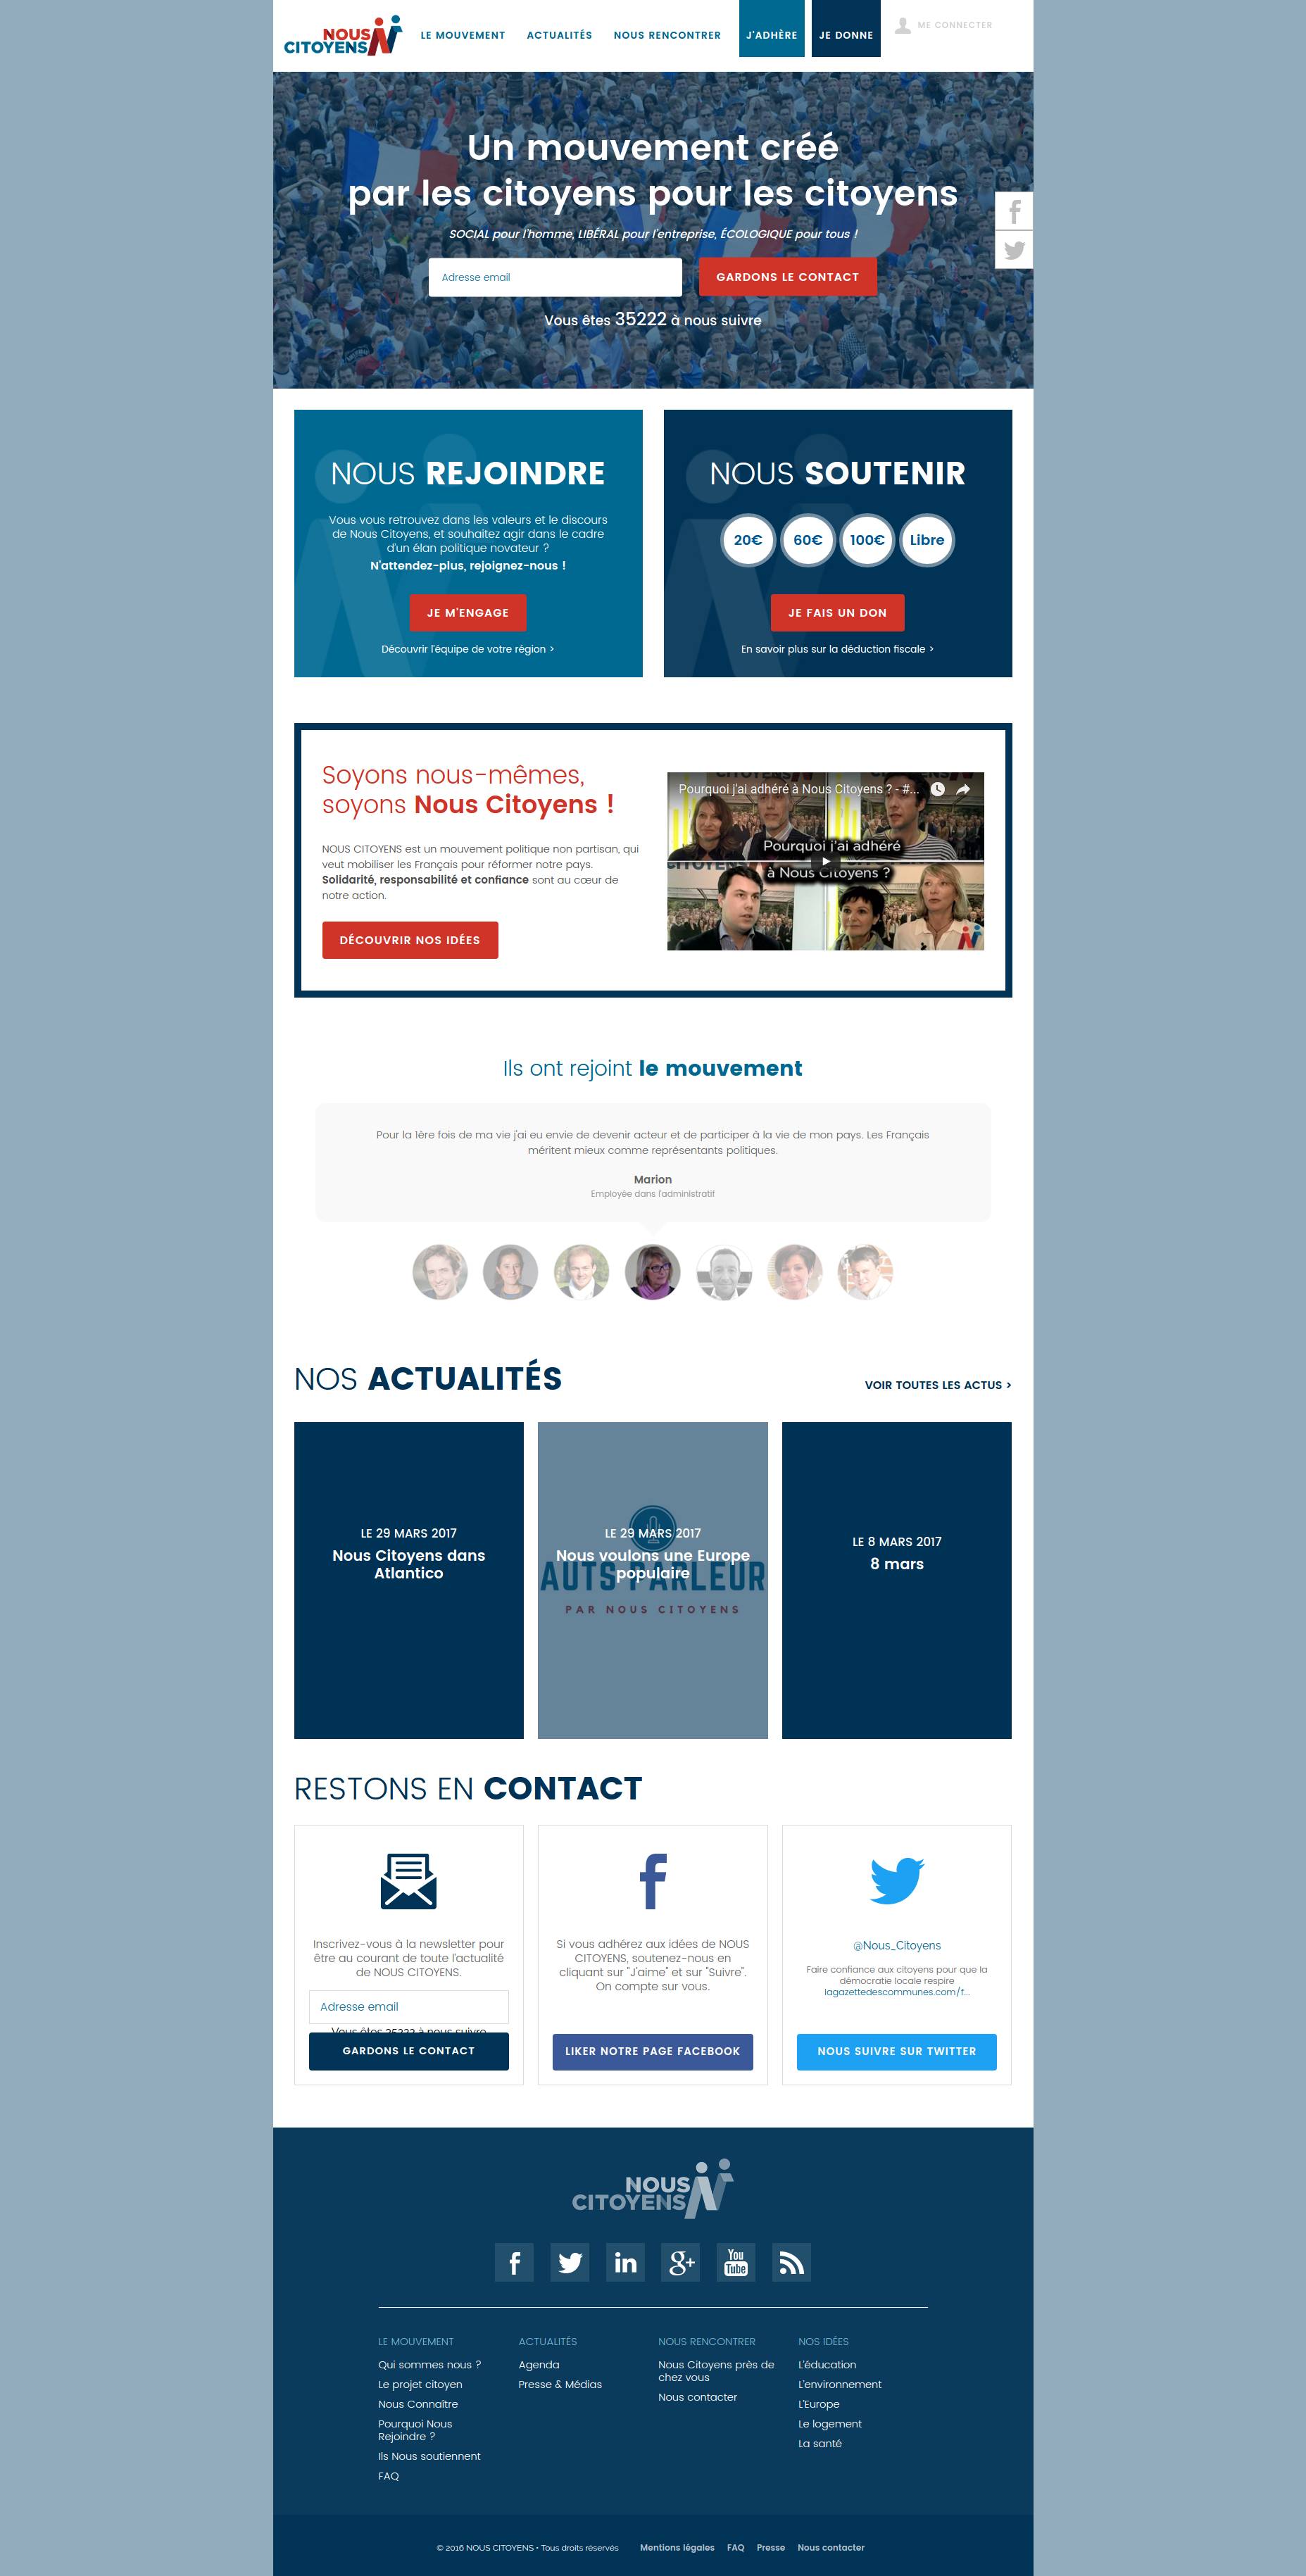 NOUS
CITOYENS
LE MOUVEMENT ACTUALITÉS NOUS RENCONTRER J'ADHÈRE JE DONNE ME CONNECTER
Un mouvement créé
par les citoyens pour les citoyens
SOCIAL pour l'homme, LIBÉRAL pour l'entreprise, ÉCOLOGIQUE pour tous !
Adresse email GARDONS LE CONTACT
Vous êtes 35222 à nous suivre
NOUS REJOINDRE
Vous vous retrouvez dans les valeurs et le discours
de Nous Citoyens, et souhaitez agir dans le cadre
d'un élan politique novateur ?
N'attendez-plus, rejoignez-nous !
JE M'ENGAGE
Découvrir l'équipe de votre région >
NOUS SOUTENIR
20€ 60€ 100€ Libre
JE FAIS UN DON
En savoir plus sur la déduction fiscale >
Soyons nous-mêmes,
soyons Nous Citoyens !
NOUS CITOYENS est un mouvement politique non partisan, qui
veut mobiliser les Français pour réformer notre pays.
Solidarité, responsabilité et confiance sont au cœur de
notre action.
DÉCOUVRIR NOS IDÉES
Pourquoi j'ai adhéré à Nous Citoyens ? - #...
Pourquoi j'ai adhéré
à Nous Citoyens ?
Ils ont rejoint le mouvement
Pour la 1ère fois de ma vie j'ai eu envie de devenir acteur et de participer à la vie de mon pays. Les Français
méritent mieux comme représentants politiques.
Marion
Employée dans l'administratif
NOS ACTUALITÉS
VOIR TOUTES LES ACTUS >
LE 29 MARS 2017
Nous Citoyens dans
Atlantico
LE 29 MARS 2017
Nous voulons une Europe
populaire
AUTS PARLEUR
PAR NOUS CITOYENS
LE 8 MARS 2017
8 mars
RESTONS EN CONTACT
Inscrivez-vous à la newsletter pour
être au courant de toute l'actualité
de NOUS CITOYENS.
Adresse email
Vous êtes 35222 à nous suivre
GARDONS LE CONTACT
Si vous adhérez aux idées de NOUS
CITOYENS, soutenez-nous en
cliquant sur "J'aime" et sur "Suivre".
On compte sur vous.
LIKER NOTRE PAGE FACEBOOK
@Nous_Citoyens
Faire confiance aux citoyens pour que la
démocratie locale respire
lagazettedescommunes.com/f...
NOUS SUIVRE SUR TWITTER
NOUS
CITOYENS
You
Tube
LE MOUVEMENT
Qui sommes nous ?
Le projet citoyen
Nous Connaître
Pourquoi Nous
Rejoindre ?
Ils Nous soutiennent
FAQ
ACTUALITÉS
Agenda
Presse & Médias
NOUS RENCONTRER
Nous Citoyens près de
chez vous
Nous contacter
NOS IDÉES
L'éducation
L'environnement
L'Europe
Le logement
La santé
© 2016 NOUS CITOYENS • Tous droits réservés Mentions légales FAQ Presse Nous contacter